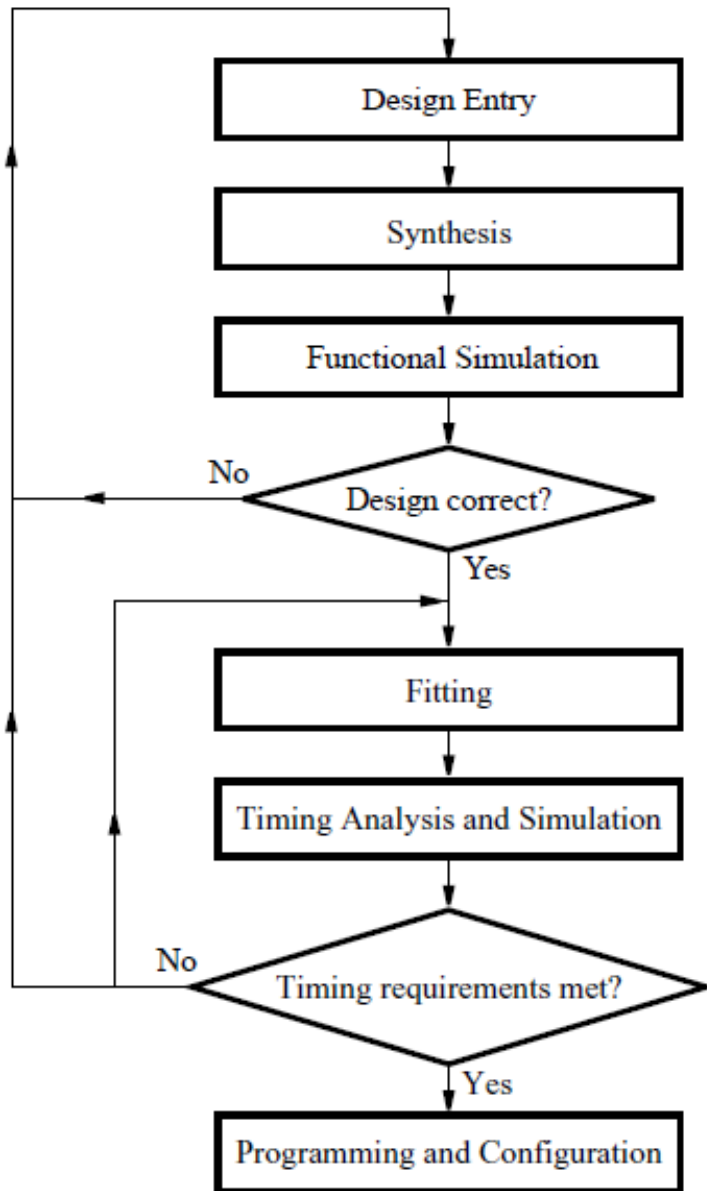 Design Entry
Synthesis
Functional Simulation
No
Design correct?
Yes
Fitting
Timing Analysis and Simulation
No
Timing requirements met?
Yes
Programming and Configuration